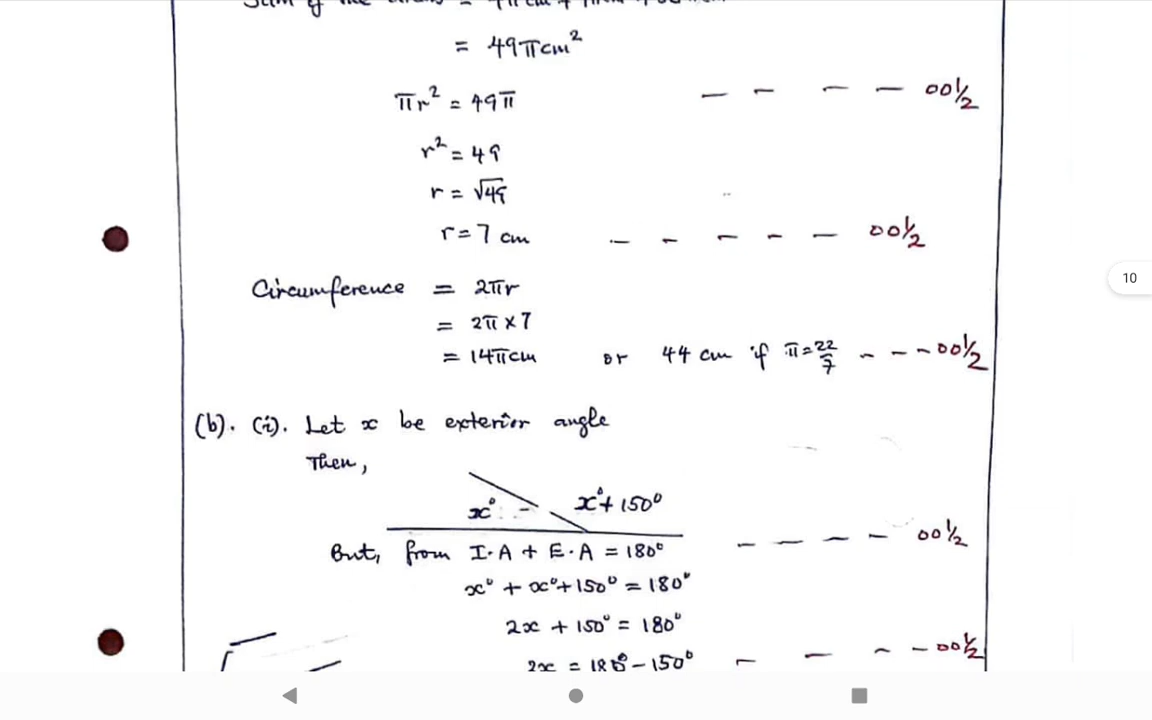 = 49πcm²
πr² = 49π - - - - 00½
r² = 49
r = √49
r = 7 cm - - - - - 00½
Circumference = 2πr
= 2π x 7
= 14πcm or 44 cm if π = 22/7 - - - 00½
10
(b). (i). Let x be exterior angle
Then,
x° x° + 150°
But, from I.A + E.A = 180° - - - - 00½
x° + x° + 150° = 180°
2x + 150° = 180°
2x = 180° - 150° - - - - 00½